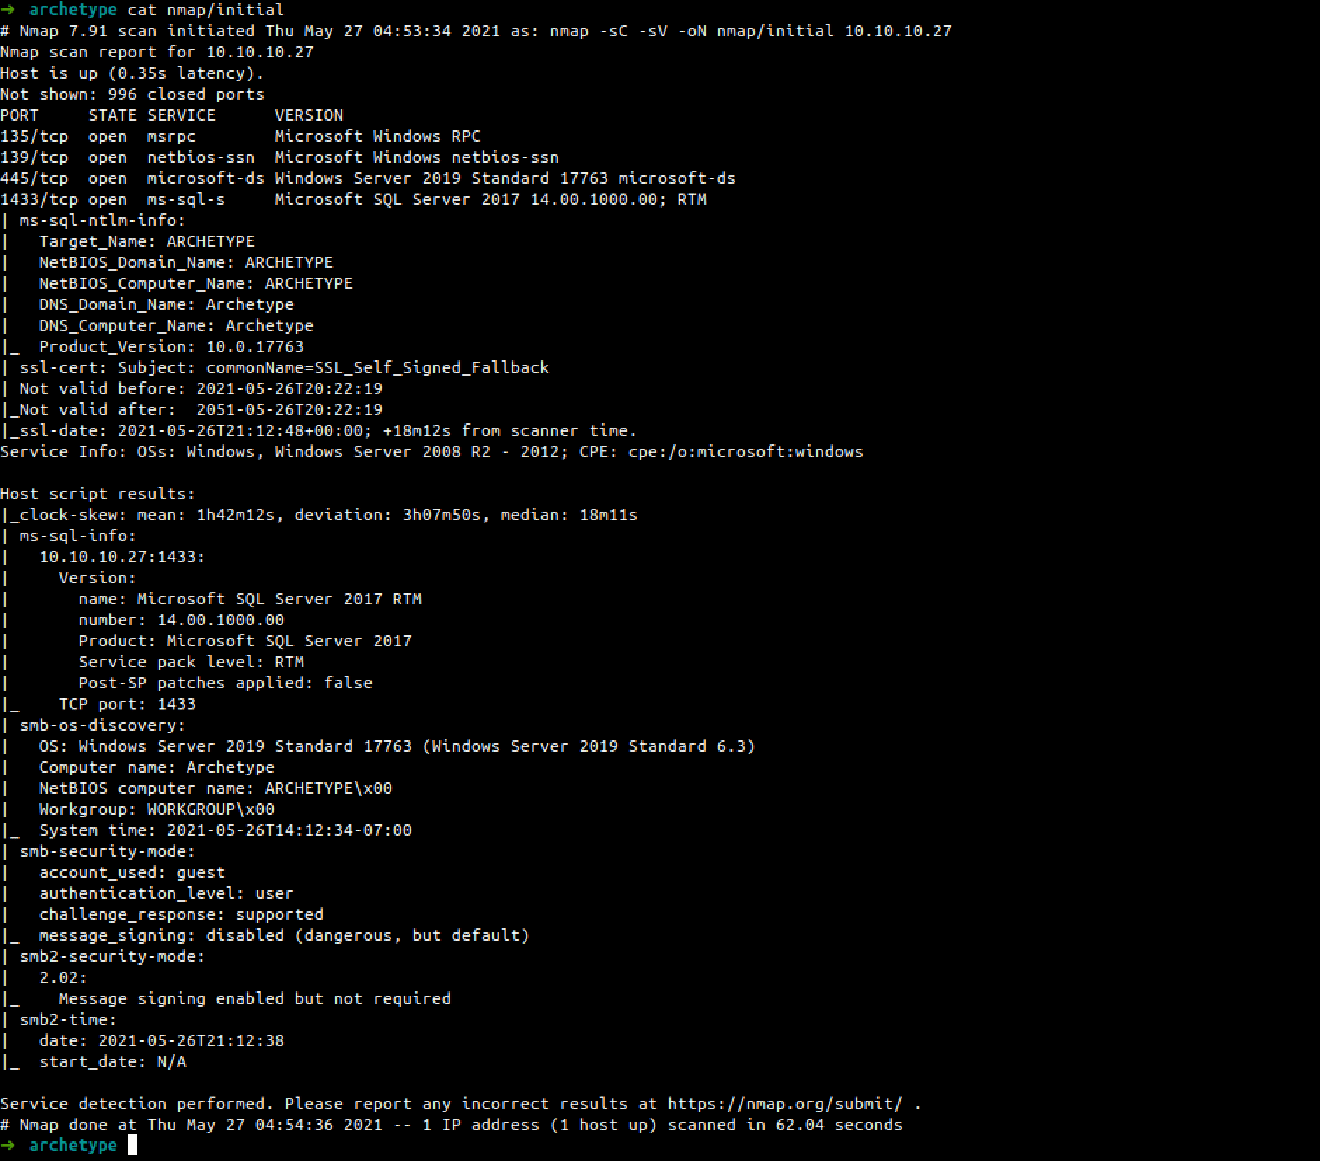 → archetype cat nmap/initial
# Nmap 7.91 scan initiated Thu May 27 04:53:34 2021 as: nmap -sC -sV -oN nmap/initial 10.10.10.27
Nmap scan report for 10.10.10.27
Host is up (0.35s latency).
Not shown: 996 closed ports
PORT     STATE SERVICE      VERSION
135/tcp  open  msrpc        Microsoft Windows RPC
139/tcp  open  netbios-ssn  Microsoft Windows netbios-ssn
445/tcp  open  microsoft-ds Windows Server 2019 Standard 17763 microsoft-ds
1433/tcp open  ms-sql-s     Microsoft SQL Server 2017 14.00.1000.00; RTM
| ms-sql-ntlm-info:
|   Target_Name: ARCHETYPE
|   NetBIOS_Domain_Name: ARCHETYPE
|   NetBIOS_Computer_Name: ARCHETYPE
|   DNS_Domain_Name: Archetype
|   DNS_Computer_Name: Archetype
|_  Product_Version: 10.0.17763
| ssl-cert: Subject: commonName=SSL_Self_Signed_Fallback
| Not valid before: 2021-05-26T20:22:19
|_Not valid after:  2051-05-26T20:22:19
|_ssl-date: 2021-05-26T21:12:48+00:00; +18m12s from scanner time.
Service Info: OSs: Windows, Windows Server 2008 R2 - 2012; CPE: cpe:/o:microsoft:windows
Host script results:
|_clock-skew: mean: 1h42m12s, deviation: 3h07m50s, median: 18m11s
| ms-sql-info:
|   10.10.10.27:1433:
|     Version:
|       name: Microsoft SQL Server 2017 RTM
|       number: 14.00.1000.00
|       Product: Microsoft SQL Server 2017
|       Service pack level: RTM
|       Post-SP patches applied: false
|_    TCP port: 1433
| smb-os-discovery:
|   OS: Windows Server 2019 Standard 17763 (Windows Server 2019 Standard 6.3)
|   Computer name: Archetype
|   NetBIOS computer name: ARCHETYPE\x00
|   Workgroup: WORKGROUP\x00
|_  System time: 2021-05-26T14:12:34-07:00
| smb-security-mode:
|   account_used: guest
|   authentication_level: user
|   challenge_response: supported
|_  message_signing: disabled (dangerous, but default)
| smb2-security-mode:
|   2.02:
|_    Message signing enabled but not required
| smb2-time:
|   date: 2021-05-26T21:12:38
|_  start_date: N/A
Service detection performed. Please report any incorrect results at https://nmap.org/submit/ .
# Nmap done at Thu May 27 04:54:36 2021 -- 1 IP address (1 host up) scanned in 62.04 seconds
→ archetype